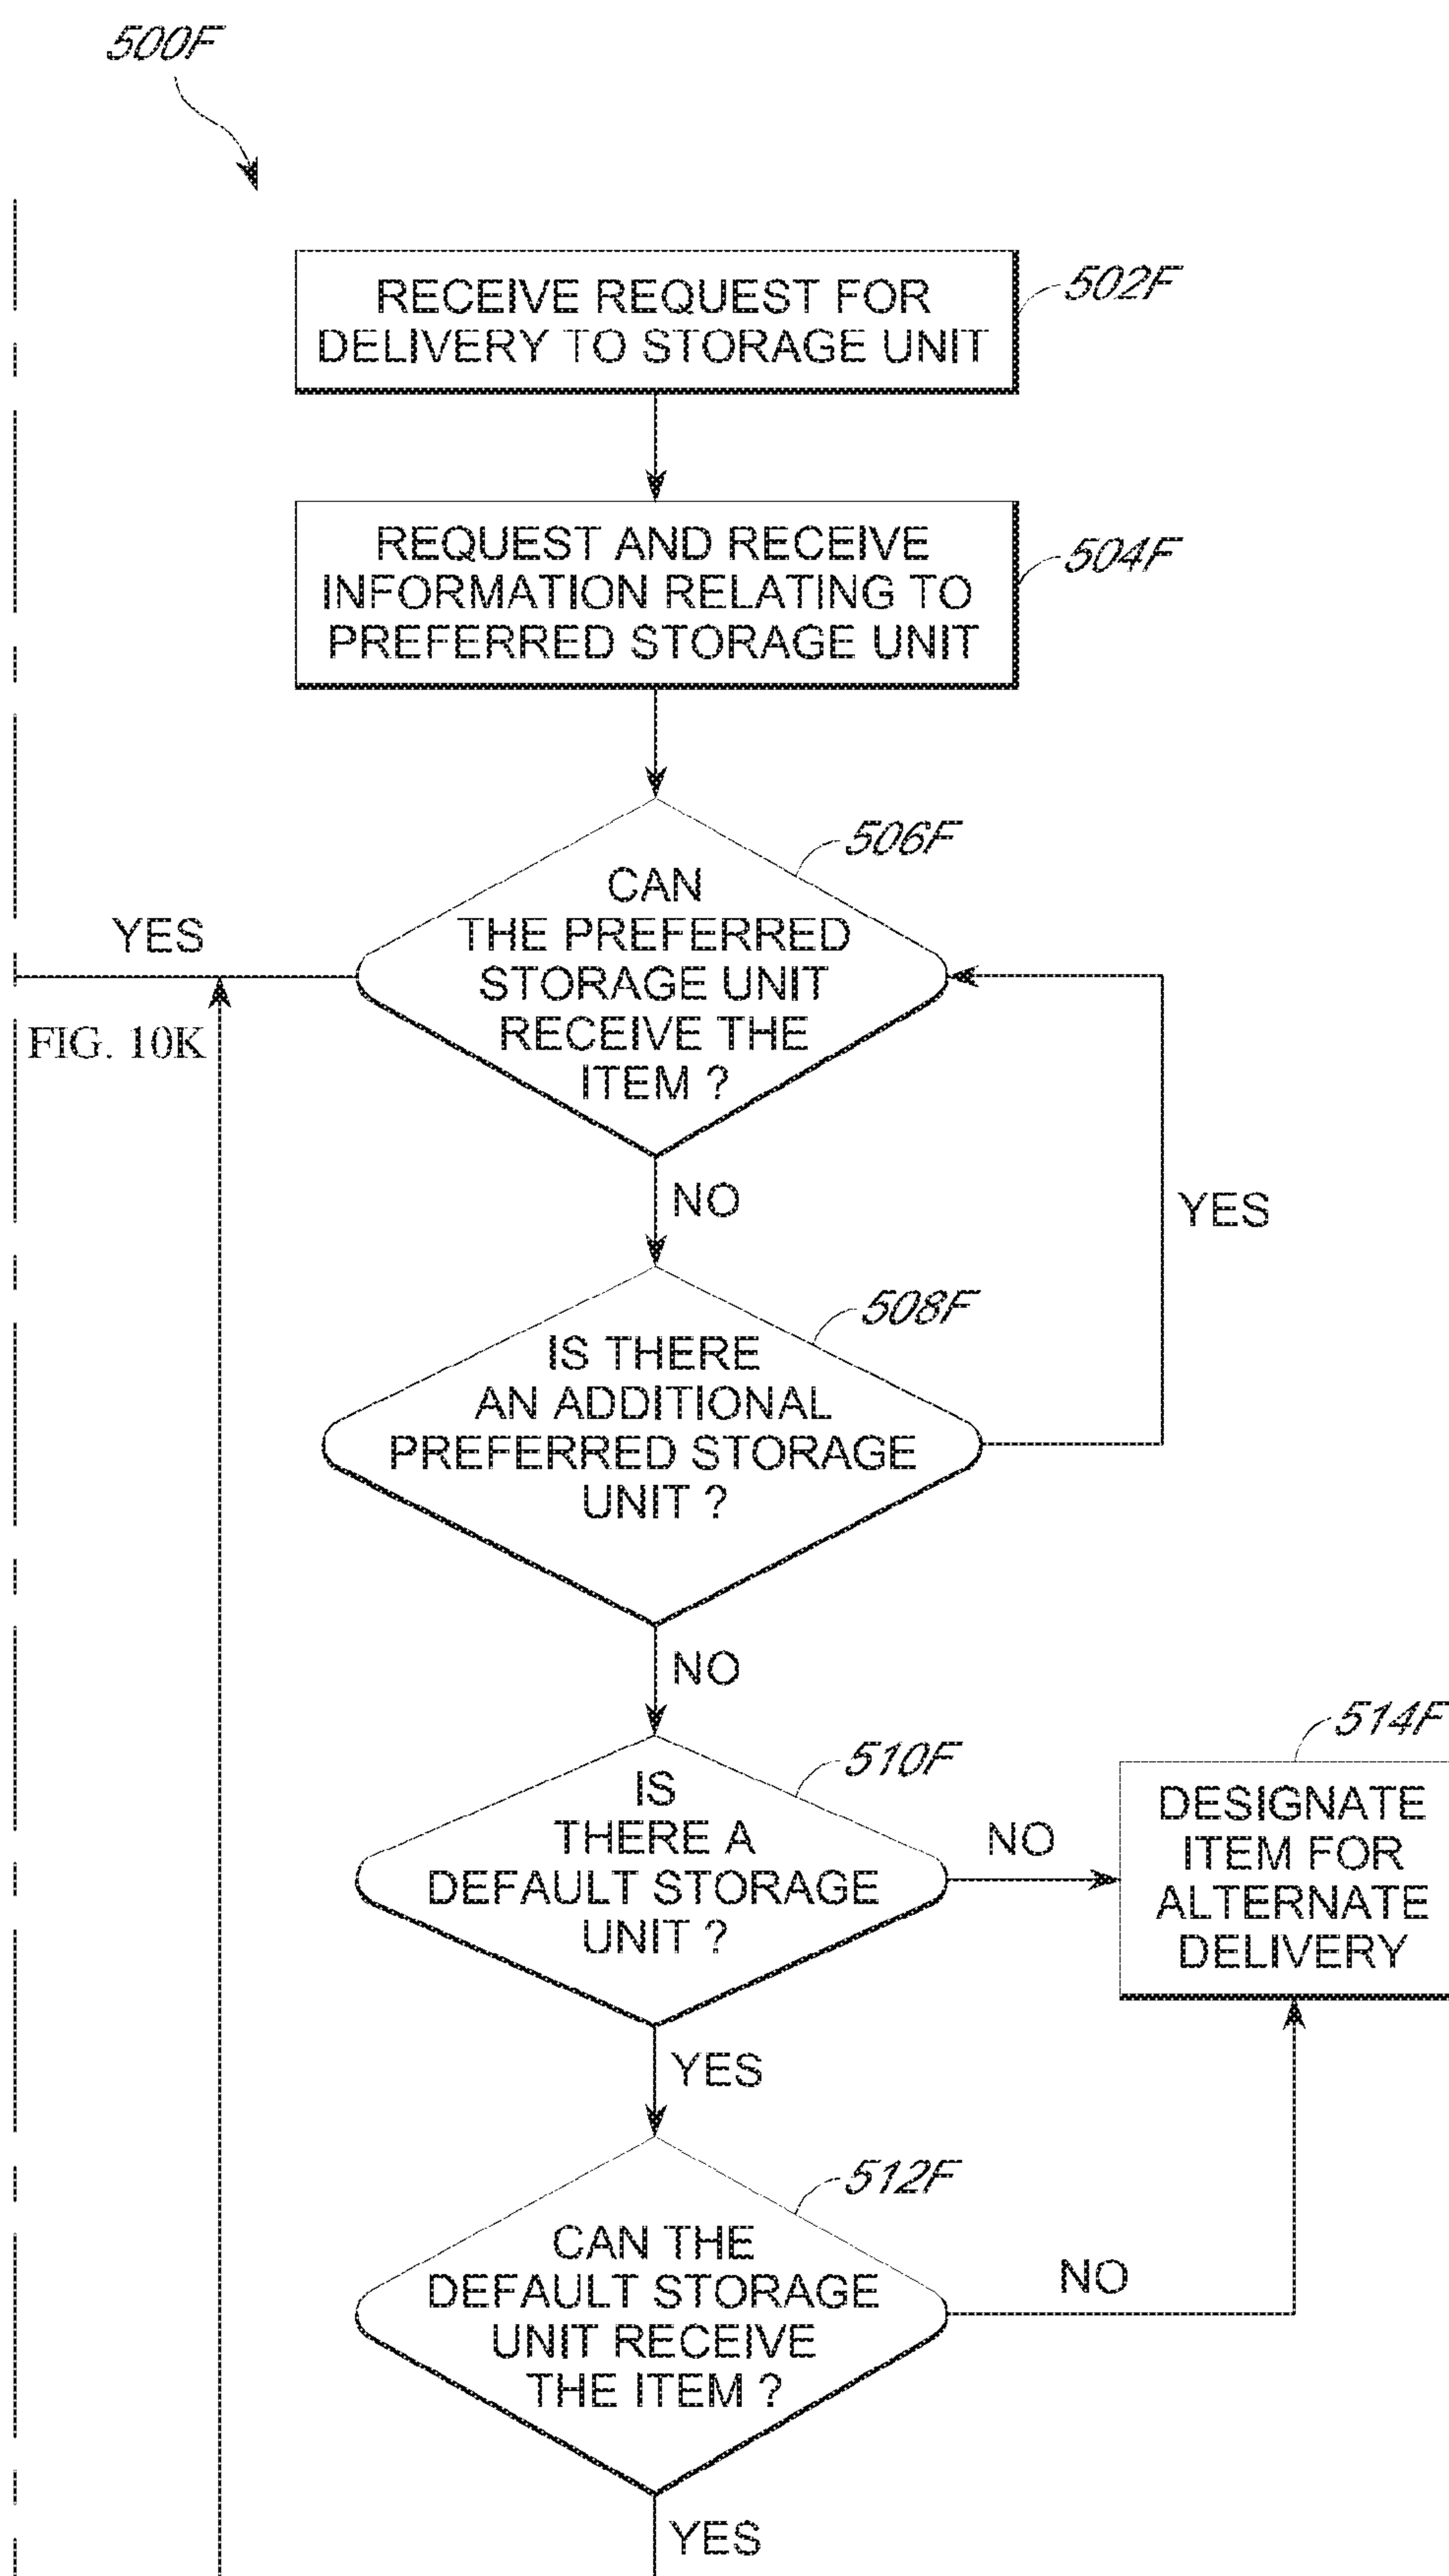 500F
RECEIVE REQUEST FOR
DELIVERY TO STORAGE UNIT
502F
REQUEST AND RECEIVE
INFORMATION RELATING TO
PREFERRED STORAGE UNIT
504F
506F
CAN
THE PREFERRED
STORAGE UNIT
RECEIVE THE
ITEM ?
YES
FIG. 10K
NO
YES
508F
IS THERE
AN ADDITIONAL
PREFERRED STORAGE
UNIT ?
NO
510F
IS
THERE A
DEFAULT STORAGE
UNIT ?
NO
514F
DESIGNATE
ITEM FOR
ALTERNATE
DELIVERY
YES
512F
CAN THE
DEFAULT STORAGE
UNIT RECEIVE
THE ITEM ?
NO
YES